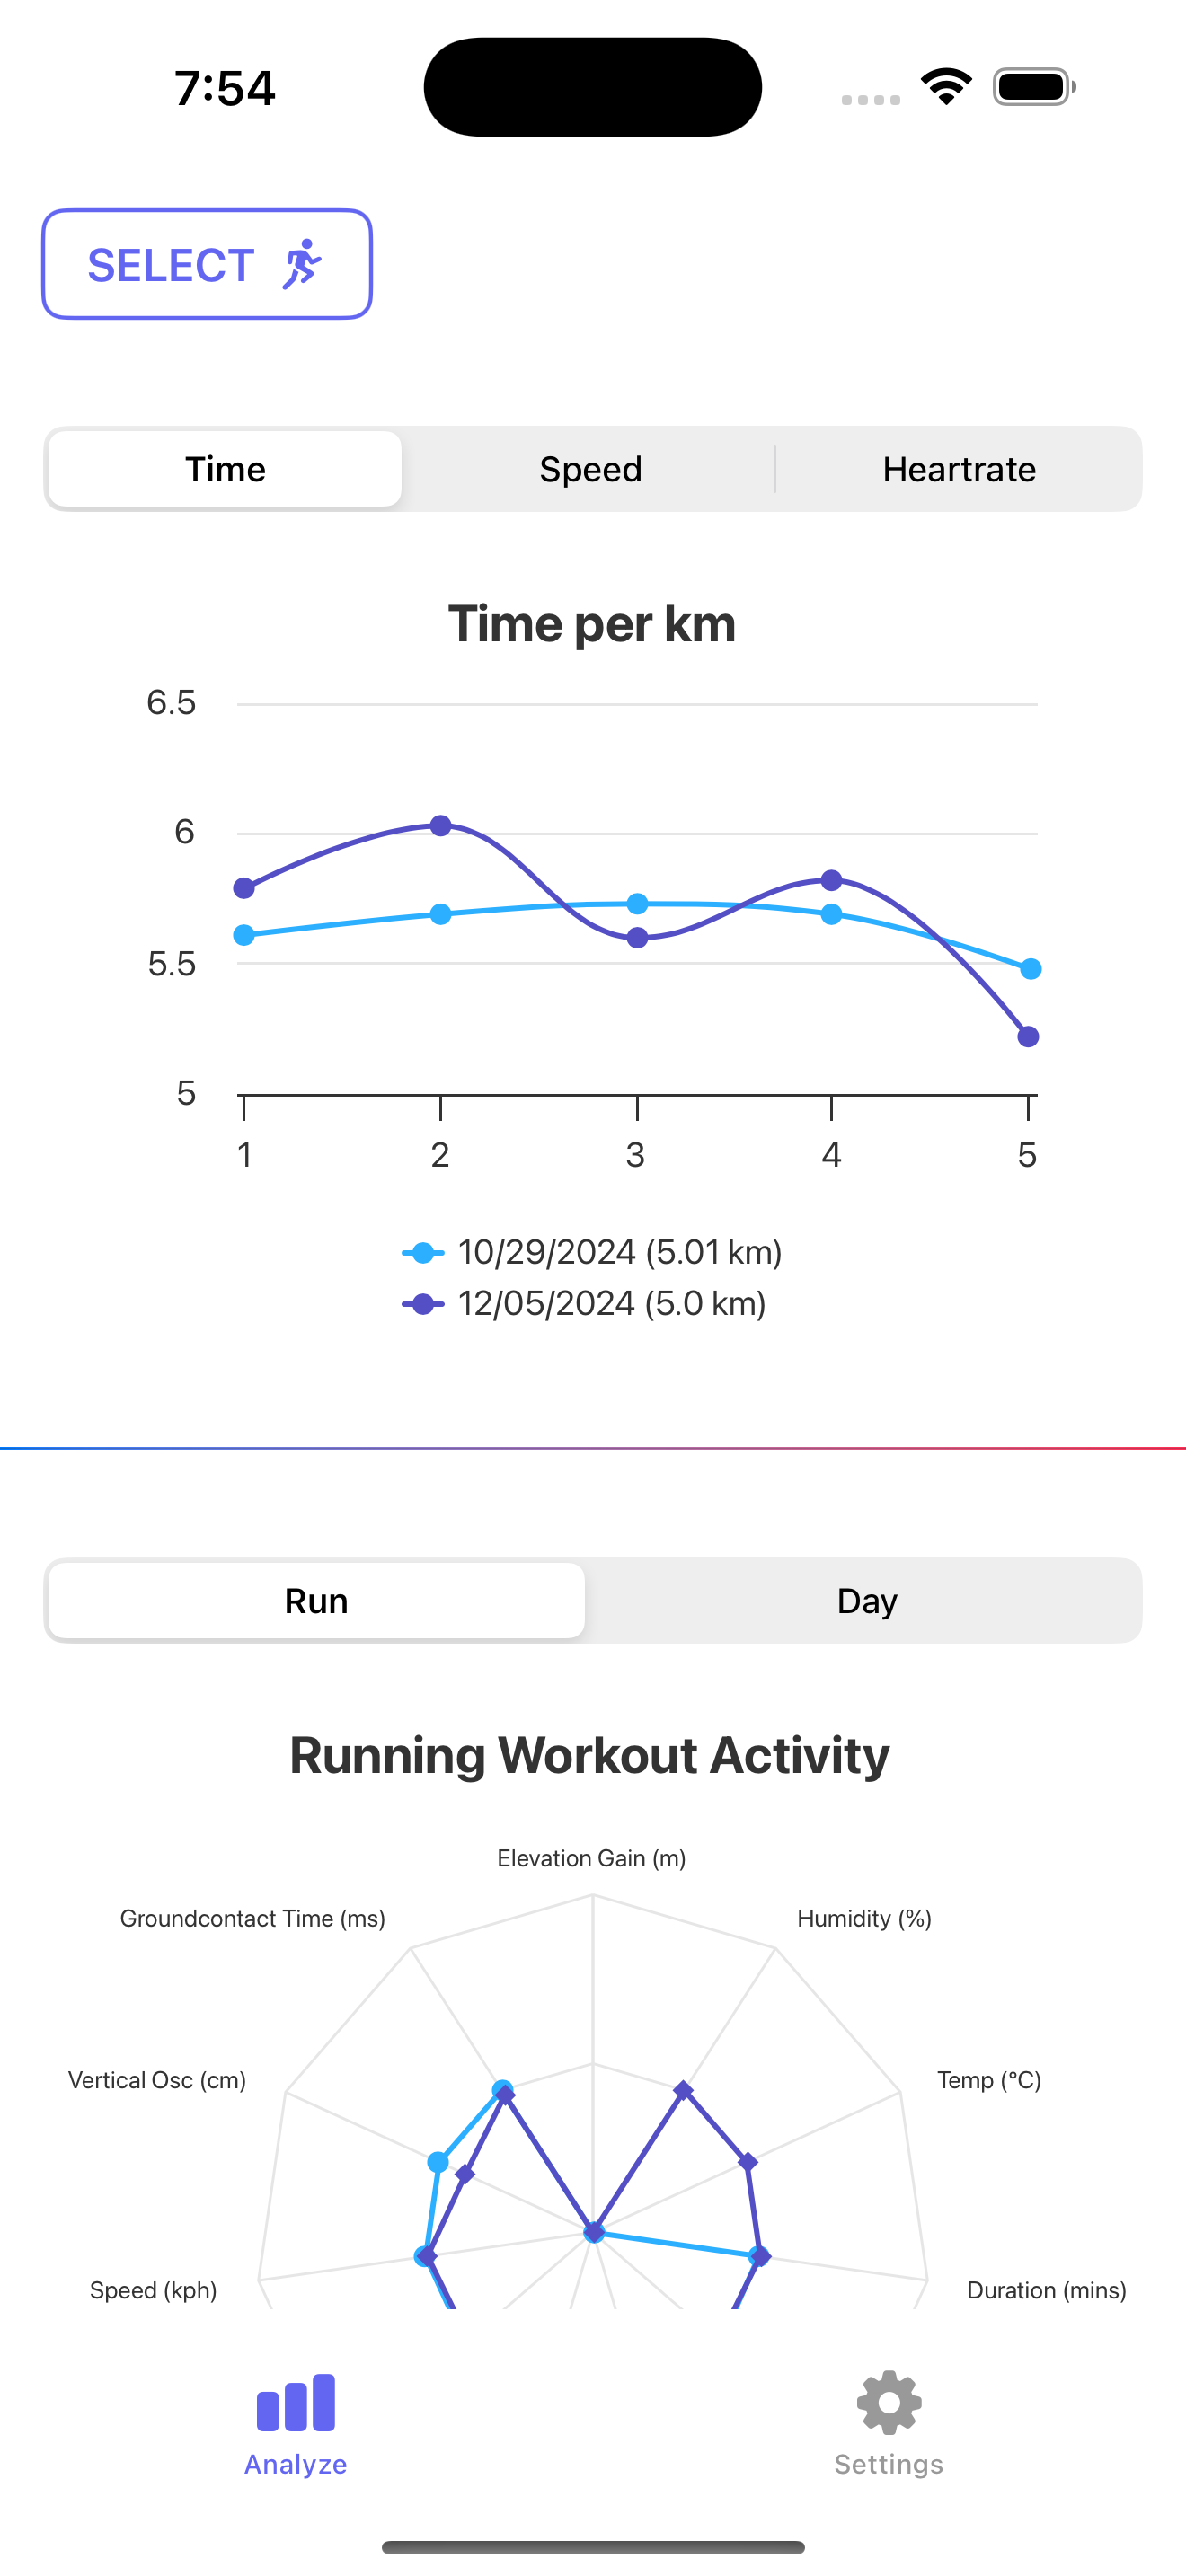 7:54
SELECT
Time Speed Heartrate
Time per km
6.5
6
5.5
5
1 2 3 4 5
10/29/2024 (5.01 km)
12/05/2024 (5.0 km)
Run Day
Running Workout Activity
Elevation Gain (m)
Groundcontact Time (ms) Humidity (%)
Vertical Osc (cm) Temp (°C)
Speed (kph) Duration (mins)
Analyze Settings